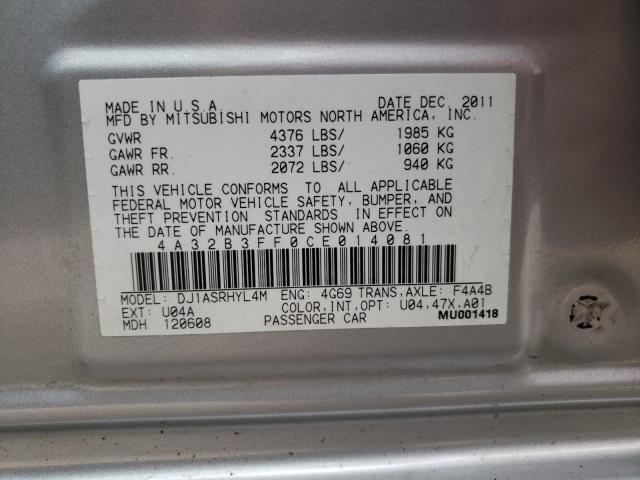 MADE IN U.S.A. DATE DEC. 2011
MFD BY MITSUBISHI MOTORS NORTH AMERICA, INC.
GVWR 4376 LBS/ 1985 KG
GAWR FR. 2337 LBS/ 1060 KG
GAWR RR. 2072 LBS/ 940 KG
THIS VEHICLE CONFORMS TO ALL APPLICABLE
FEDERAL MOTOR VEHICLE SAFETY, BUMPER, AND
THEFT PREVENTION STANDARDS IN EFFECT ON
THE DATE OF MANUFACTURE SHOWN ABOVE.
4A32B3FF0CE014081
MODEL: DJ1ASRHYL4M ENG: 4G69 TRANS,AXLE: F4A4B
EXT: U04A COLOR,INT,OPT: U04,47X,A01
MDH 120608 PASSENGER CAR MU001418